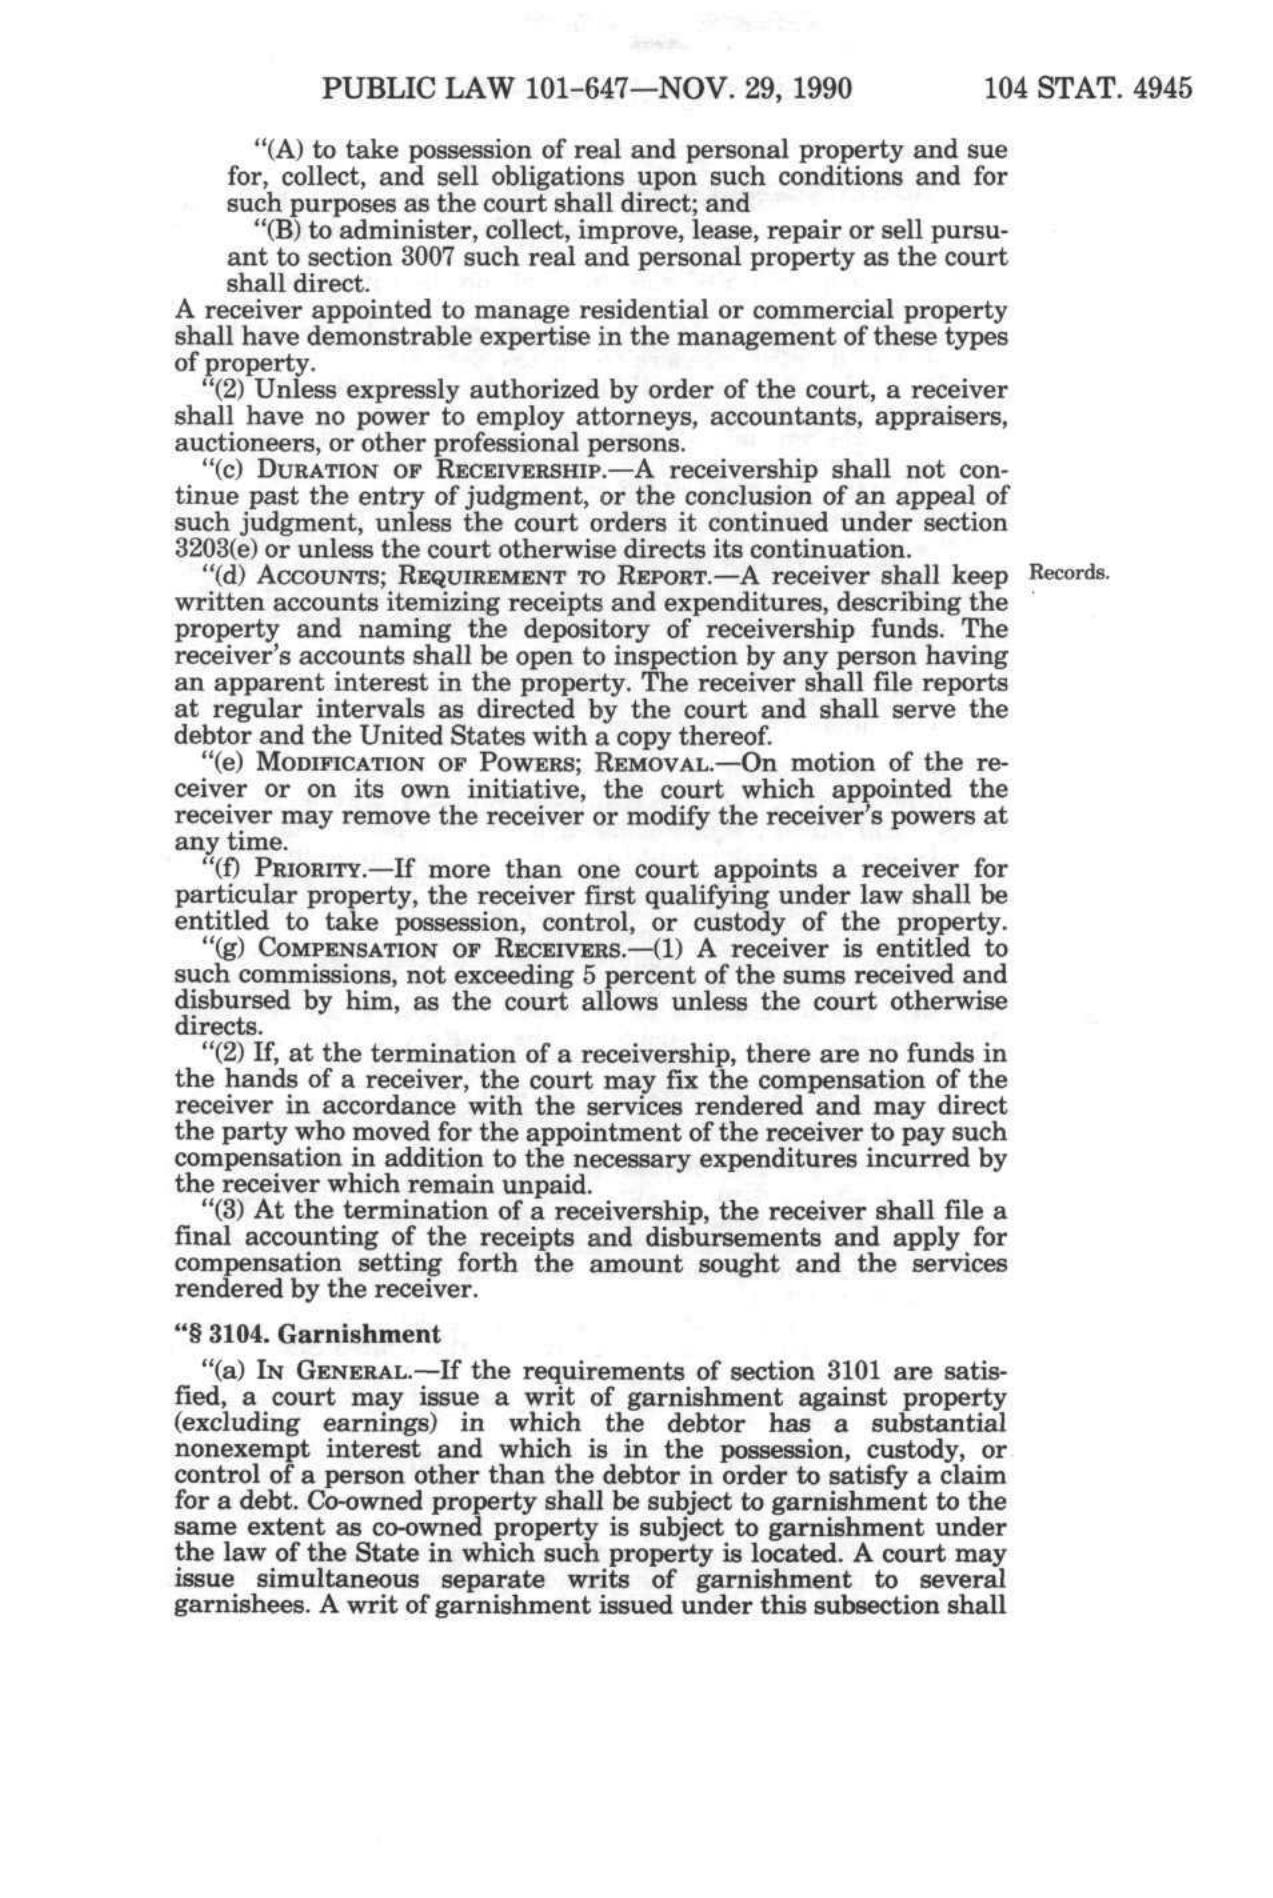 PUBLIC LAW 101–647—NOV. 29, 1990 104 STAT. 4945
“(A) to take possession of real and personal property and sue
for, collect, and sell obligations upon such conditions and for
such purposes as the court shall direct; and
“(B) to administer, collect, improve, lease, repair or sell pursu-
ant to section 3007 such real and personal property as the court
shall direct.
A receiver appointed to manage residential or commercial property
shall have demonstrable expertise in the management of these types
of property.
“(2) Unless expressly authorized by order of the court, a receiver
shall have no power to employ attorneys, accountants, appraisers,
auctioneers, or other professional persons.
“(c) DURATION OF RECEIVERSHIP.—A receivership shall not con-
tinue past the entry of judgment, or the conclusion of an appeal of
such judgment, unless the court orders it continued under section
3203(e) or unless the court otherwise directs its continuation.
“(d) ACCOUNTS; REQUIREMENT TO REPORT.—A receiver shall keep Records.
written accounts itemizing receipts and expenditures, describing the
property and naming the depository of receivership funds. The
receiver’s accounts shall be open to inspection by any person having
an apparent interest in the property. The receiver shall file reports
at regular intervals as directed by the court and shall serve the
debtor and the United States with a copy thereof.
“(e) MODIFICATION OF POWERS; REMOVAL.—On motion of the re-
ceiver or on its own initiative, the court which appointed the
receiver may remove the receiver or modify the receiver’s powers at
any time.
“(f) PRIORITY.—If more than one court appoints a receiver for
particular property, the receiver first qualifying under law shall be
entitled to take possession, control, or custody of the property.
“(g) COMPENSATION OF RECEIVERS.—(1) A receiver is entitled to
such commissions, not exceeding 5 percent of the sums received and
disbursed by him, as the court allows unless the court otherwise
directs.
“(2) If, at the termination of a receivership, there are no funds in
the hands of a receiver, the court may fix the compensation of the
receiver in accordance with the services rendered and may direct
the party who moved for the appointment of the receiver to pay such
compensation in addition to the necessary expenditures incurred by
the receiver which remain unpaid.
“(3) At the termination of a receivership, the receiver shall file a
final accounting of the receipts and disbursements and apply for
compensation setting forth the amount sought and the services
rendered by the receiver.
“§ 3104. Garnishment
“(a) IN GENERAL.—If the requirements of section 3101 are satis-
fied, a court may issue a writ of garnishment against property
(excluding earnings) in which the debtor has a substantial
nonexempt interest and which is in the possession, custody, or
control of a person other than the debtor in order to satisfy a claim
for a debt. Co-owned property shall be subject to garnishment to the
same extent as co-owned property is subject to garnishment under
the law of the State in which such property is located. A court may
issue simultaneous separate writs of garnishment to several
garnishees. A writ of garnishment issued under this subsection shall